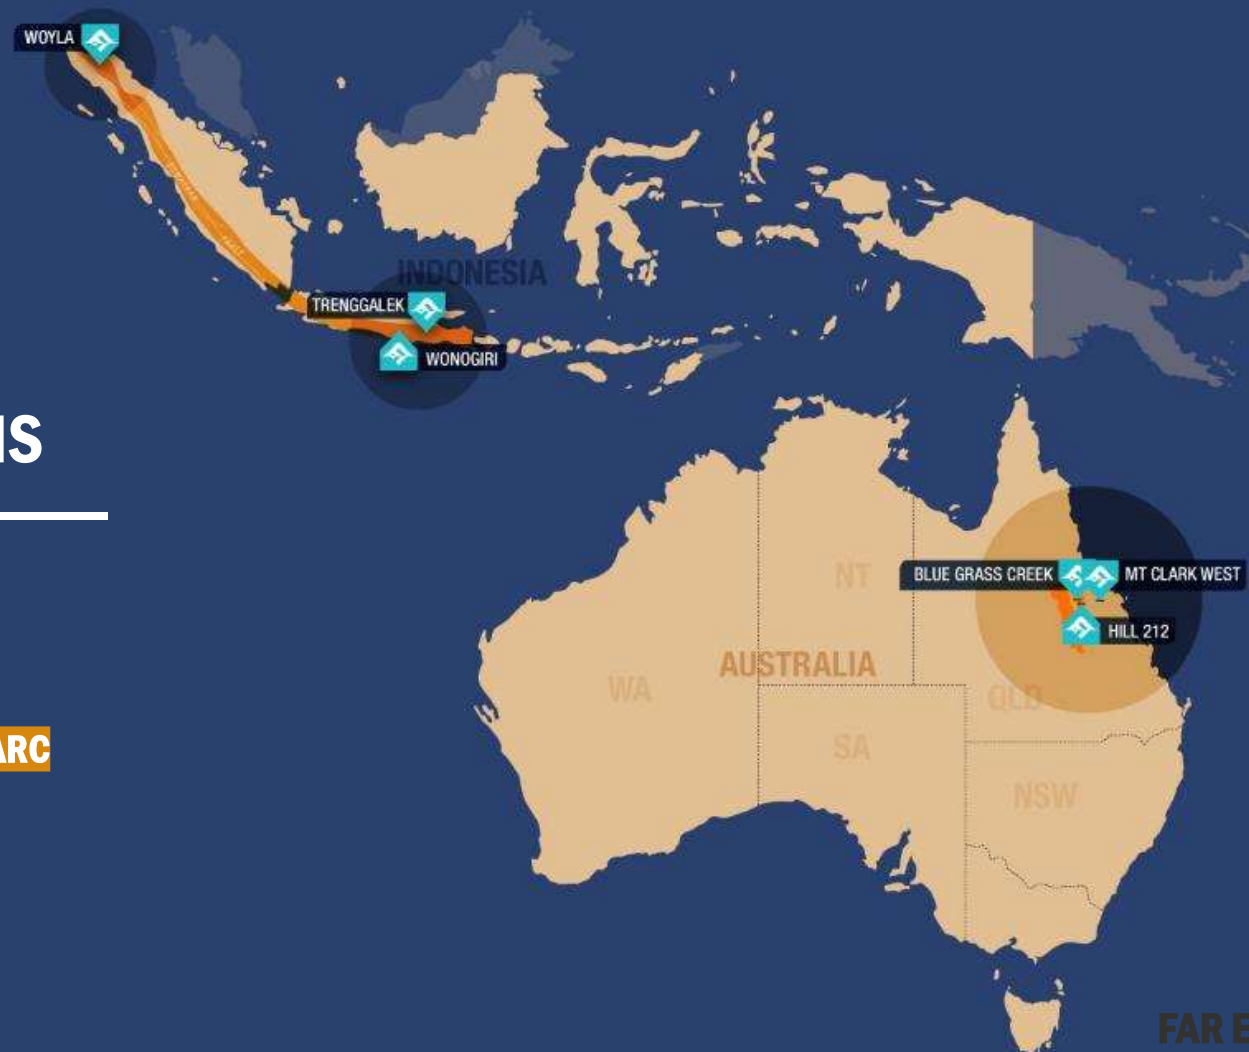 WOYLA
INDONESIA
TRENGGALEK
WONOGIRI
BLUE GRASS CREEK
MT CLARK WEST
HILL 212
NT
AUSTRALIA
WA
QLD
SA
NSW
IS
ARC
FAR E